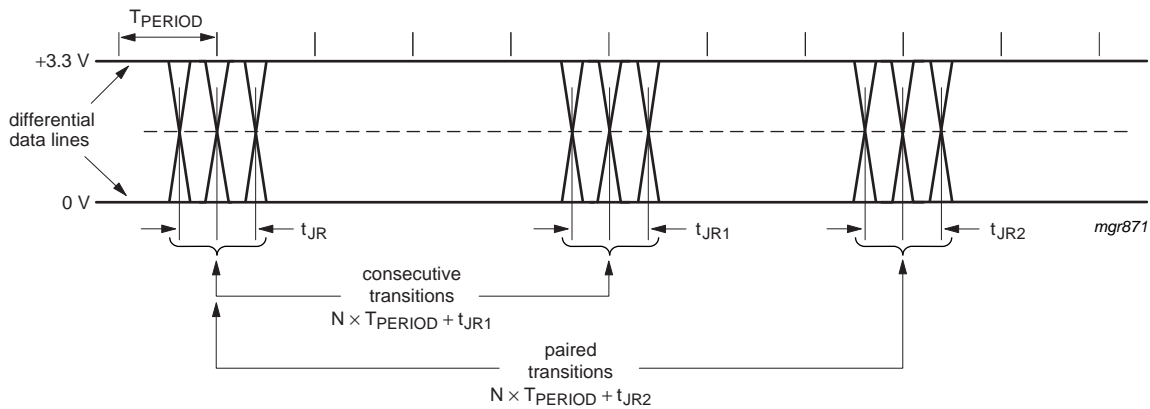 TPERIOD
+3.3 V
differential
data lines
0 V
tJR
tJR1
tJR2
mgr871
consecutive
transitions
N × TPERIOD + tJR1
paired
transitions
N × TPERIOD + tJR2